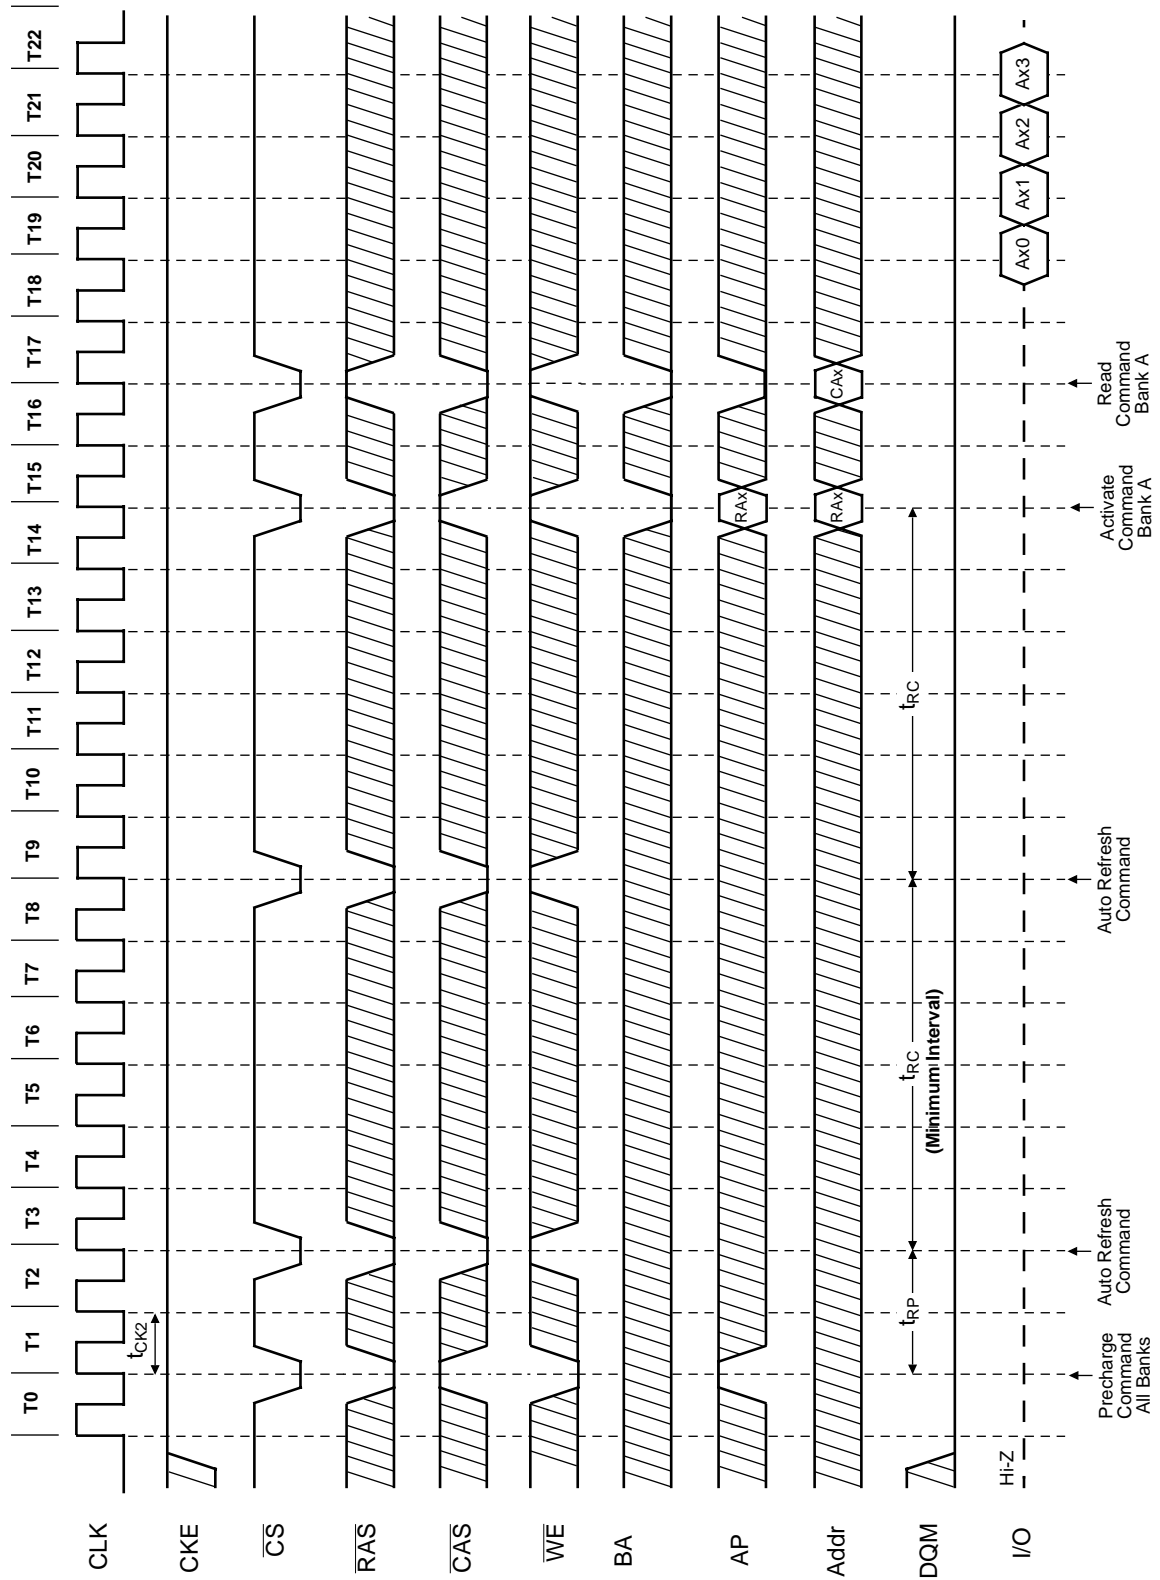 T0 T1 T2 T3 T4 T5 T6 T7 T8 T9 T10 T11 T12 T13 T14 T15 T16 T17 T18 T19 T20 T21 T22
CLK
tCK2
CKE
CS
RAS
CAS
WE
BA
AP
RAx
Addr
RAx CAx
tRP tRC tRC
(Minimum Interval)
DQM
Hi-Z
I/O
Ax0 Ax1 Ax2 Ax3
Precharge
Command
All Banks
Auto Refresh
Command
Auto Refresh
Command
Activate
Command
Bank A
Read
Command
Bank A